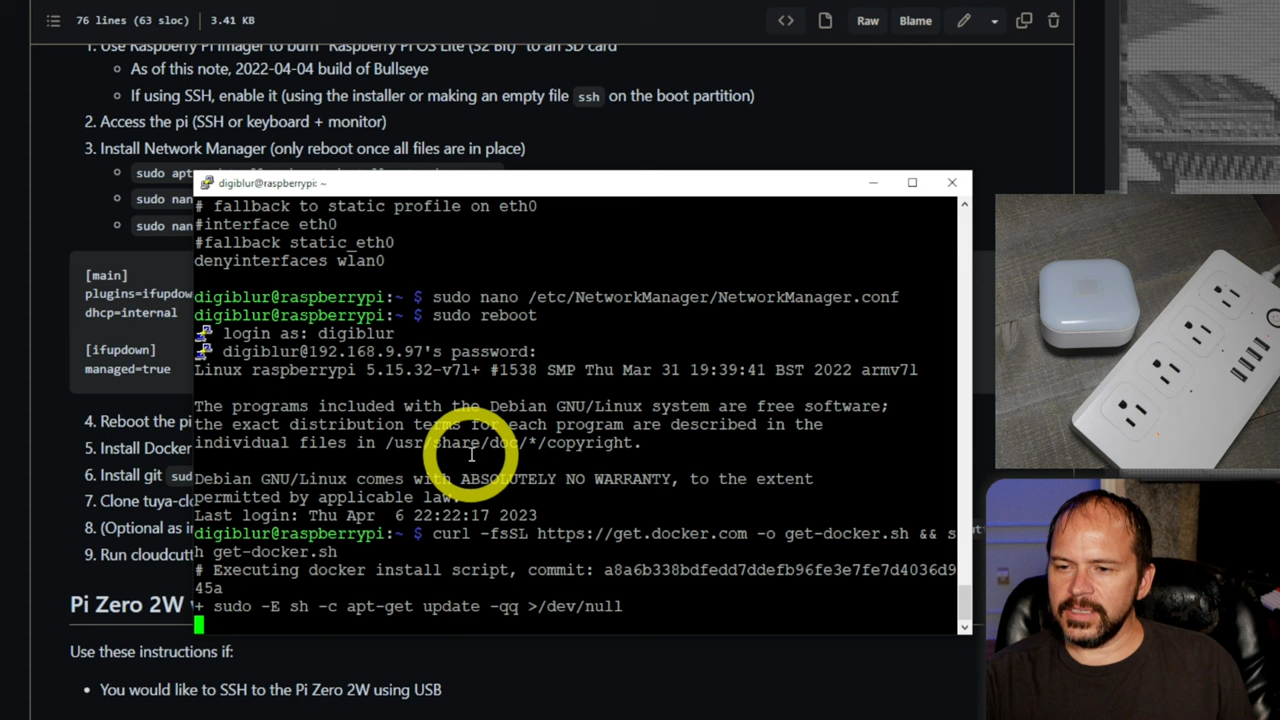 76 lines (63 sloc)
3.41 KB
Raw
Blame
1. Use Raspberry Pi Imager to burn "Raspberry Pi OS Lite (32 Bit)" to an SD card
As of this note, 2022-04-04 build of Bullseye
If using SSH, enable it (using the installer or making an empty file ssh on the boot partition)
2. Access the pi (SSH or keyboard + monitor)
3. Install Network Manager (only reboot once all files are in place)
sudo apt
sudo nan
sudo nan
[main]
plugins=ifupdow
dhcp=internal
[ifupdown]
managed=true
4. Reboot the pi
5. Install Docker
6. Install git sud
7. Clone tuya-clo
8. (Optional as i
9. Run cloudcutt
Pi Zero 2W
Use these instructions if:
You would like to SSH to the Pi Zero 2W using USB
digiblur@raspberrypi: ~
# fallback to static profile on eth0
#interface eth0
#fallback static_eth0
denyinterfaces wlan0
digiblur@raspberrypi:~ $ sudo nano /etc/NetworkManager/NetworkManager.conf
digiblur@raspberrypi:~ $ sudo reboot
login as: digiblur
digiblur@192.168.9.97's password:
Linux raspberrypi 5.15.32-v7l+ #1538 SMP Thu Mar 31 19:39:41 BST 2022 armv7l
The programs included with the Debian GNU/Linux system are free software;
the exact distribution terms for each program are described in the
individual files in /usr/share/doc/*/copyright.
Debian GNU/Linux comes with ABSOLUTELY NO WARRANTY, to the extent
permitted by applicable law.
Last login: Thu Apr  6 22:22:17 2023
digiblur@raspberrypi:~ $ curl -fsSL https://get.docker.com -o get-docker.sh && s
h get-docker.sh
# Executing docker install script, commit: a8a6b338bdfedd7ddefb96fe3e7fe7d4036d9
45a
+ sudo -E sh -c apt-get update -qq >/dev/null